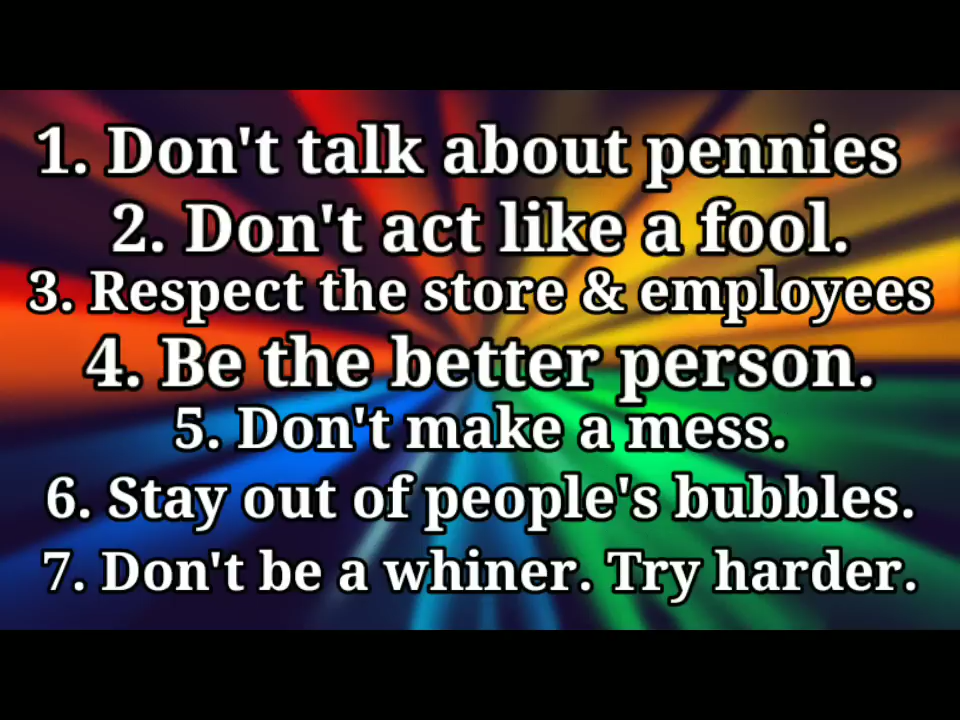 1. Don't talk about pennies
2. Don't act like a fool.
3. Respect the store & employees
4. Be the better person.
5. Don't make a mess.
6. Stay out of people's bubbles.
7. Don't be a whiner. Try harder.